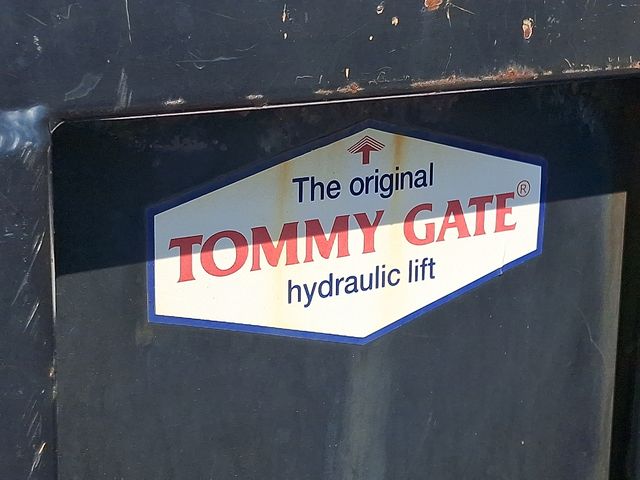 The original
TOMMY GATE®
hydraulic lift